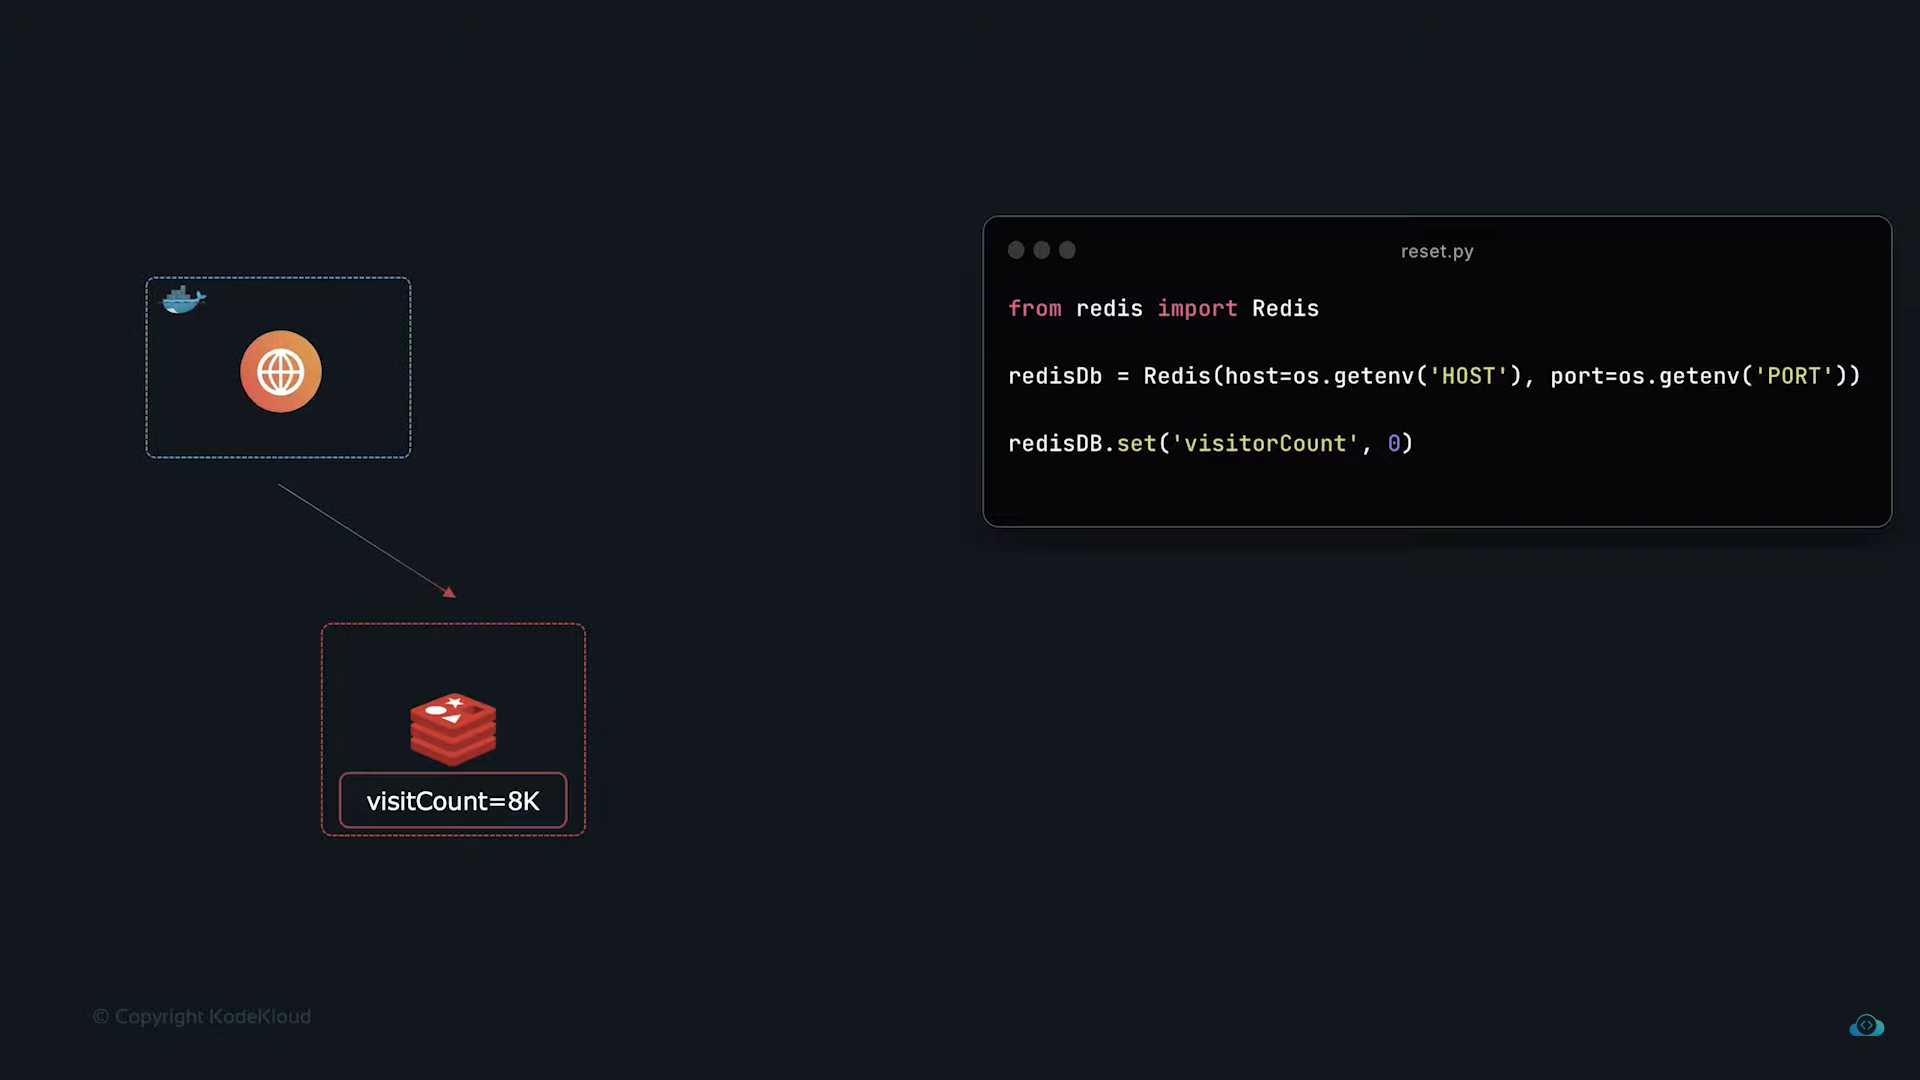 reset.py
from redis import Redis
redisDb = Redis(host=os.getenv('HOST'), port=os.getenv('PORT'))
redisDB.set('visitorCount', 0)
visitCount=8K
© Copyright KodeKloud